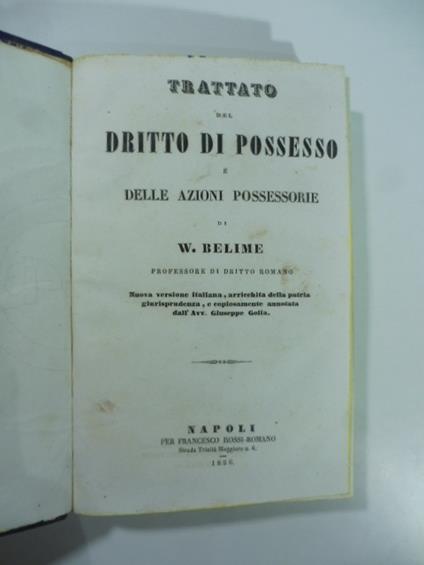 TRATTATO
DEL
DRITTO DI POSSESSO
E
DELLE AZIONI POSSESSORIE
DI
W. BELIME
PROFESSORE DI DRITTO ROMANO
Nuova versione italiana, arricchita della patria
giurisprudenza, e copiosamente annotata
dall'Avv. Giuseppe Golia.
NAPOLI
PER FRANCESCO ROSSI-ROMANO
Strada Trinità Maggiore n. 6.
1856.